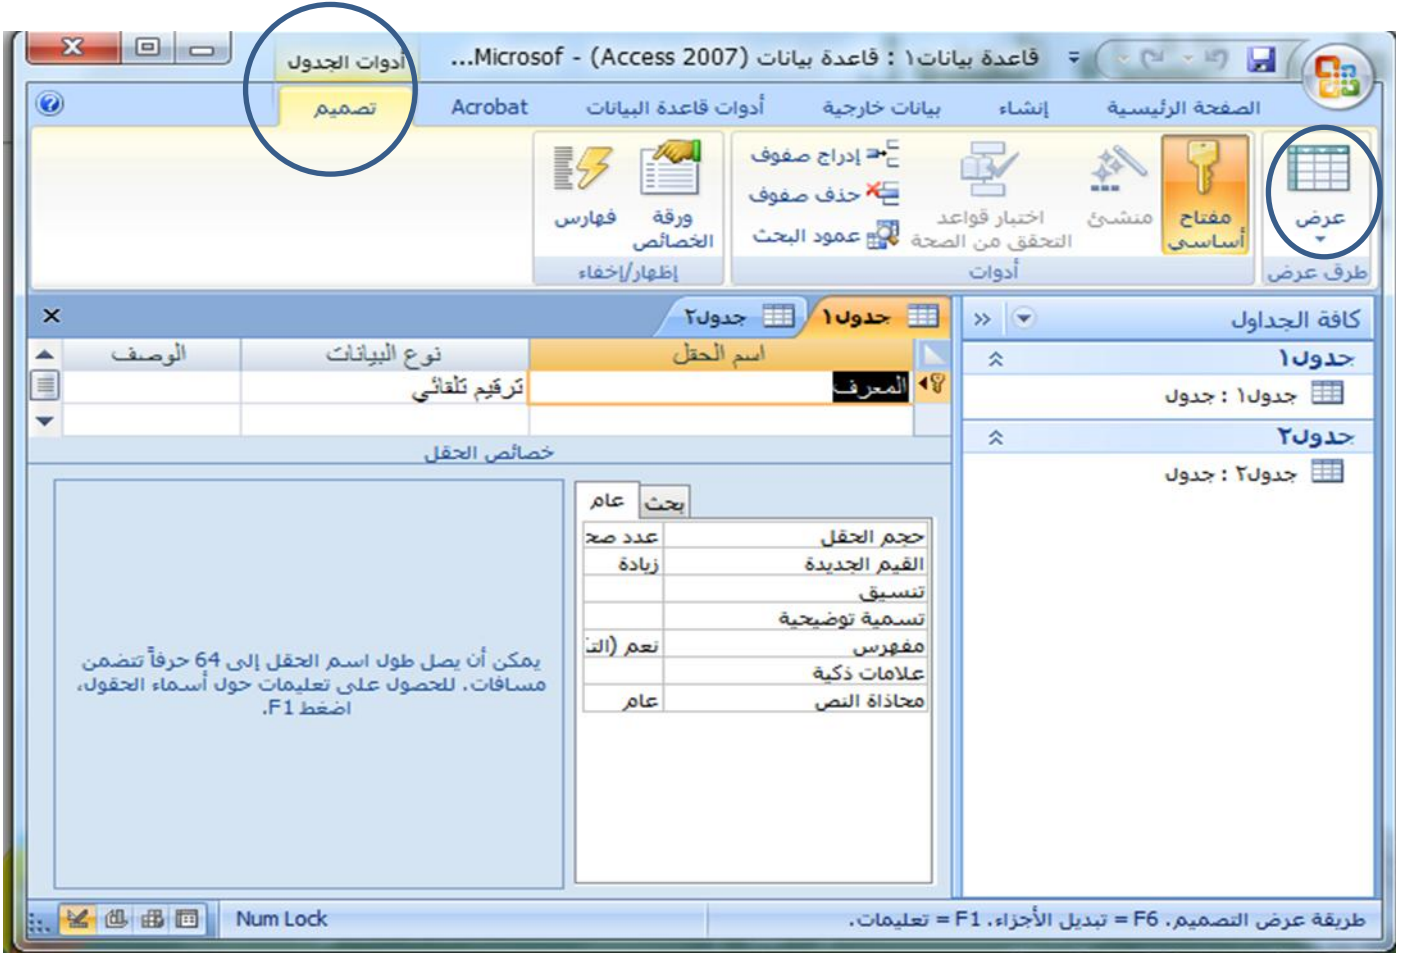 قاعدة بيانات١ : قاعدة بيانات (Access 2007) - Microsof...
أدوات الجدول
الصفحة الرئيسية
إنشاء
بيانات خارجية
أدوات قاعدة البيانات
Acrobat
تصميم
عرض
طرق عرض
مفتاح أساسي
منشئ
اختبار قواعد التحقق من الصحة
إدراج صفوف
حذف صفوف
عمود البحث
أدوات
ورقة الخصائص
فهارس
إظهار/إخفاء
كافة الجداول
جدول١
جدول١ : جدول
جدول٢
جدول٢ : جدول
جدول١
جدول٢
اسم الحقل
نوع البيانات
الوصف
المعرف
ترقيم تلقائي
خصائص الحقل
عام
بحث
حجم الحقل
عدد صح
القيم الجديدة
زيادة
تنسيق
تسمية توضيحية
مفهرس
نعم (الت
علامات ذكية
محاذاة النص
عام
يمكن أن يصل طول اسم الحقل إلى 64 حرفاً تتضمن
مسافات. للحصول على تعليمات حول أسماء الحقول،
اضغط F1.
طريقة عرض التصميم. F6 = تبديل الأجزاء. F1 = تعليمات.
Num Lock